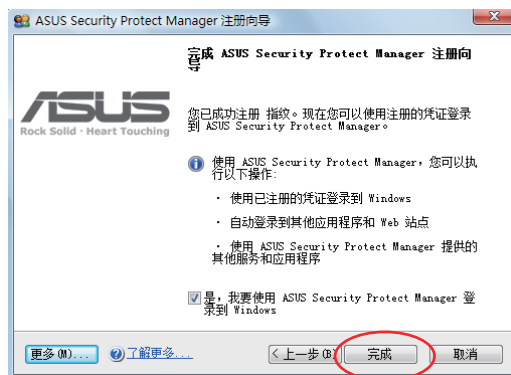 ASUS Security Protect Manager 注册向导
完成 ASUS Security Protect Manager 注册向
导
ASUS
Rock Solid · Heart Touching
您已成功注册 指纹。现在您可以使用注册的凭证登录
到 ASUS Security Protect Manager。
使用 ASUS Security Protect Manager，您可以执
行以下操作:
· 使用已注册的凭证登录到 Windows
· 自动登录到其他应用程序和 Web 站点
· 使用 ASUS Security Protect Manager 提供的
其他服务和应用程序
是，我要使用 ASUS Security Protect Manager 登
录到 Windows
更多(M)... 了解更多... <上一步(B) 完成 取消